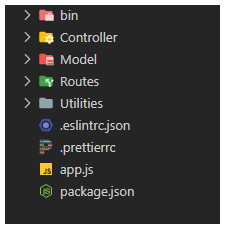 bin
Controller
Model
Routes
Utilities
.eslintrc.json
.prettierrc
app.js
package.json